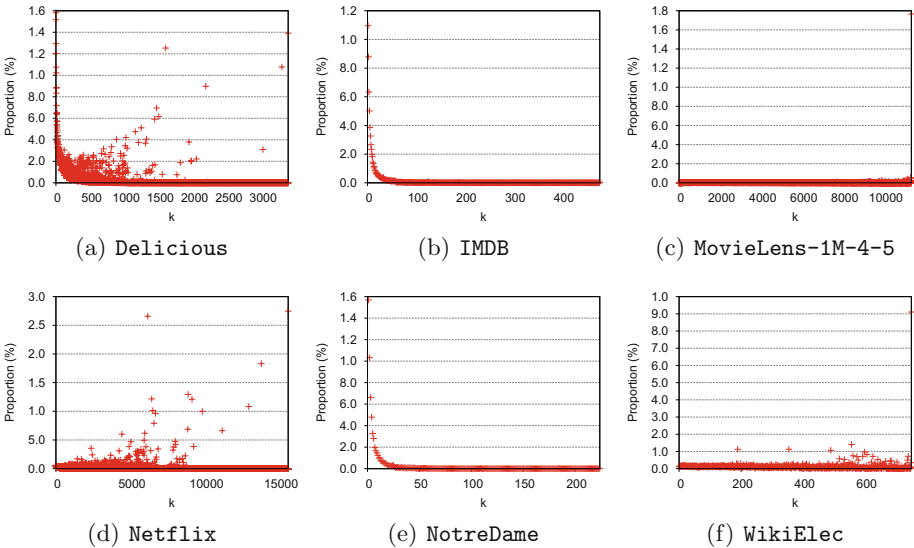 Proportion (%)
1.6
1.4
1.2
1.0
8.0
6.0
4.0
2.0
0.0
0 500 1000 1500 2000 2500 3000
k
(a) Delicious
Proportion (%)
1.2
1.0
8.0
6.0
4.0
2.0
0.0
0 100 200 300 400
k
(b) IMDB
Proportion (%)
1.8
1.6
1.4
1.2
1.0
8.0
6.0
4.0
2.0
0.0
0 2000 4000 6000 8000 10000
k
(c) MovieLens-1M-4-5
Proportion (%)
3.0
2.5
2.0
1.5
1.0
5.0
0.0
0 5000 10000 15000
k
(d) Netflix
Proportion (%)
1.6
1.4
1.2
1.0
8.0
6.0
4.0
2.0
0.0
0 50 100 150 200
k
(e) NotreDame
Proportion (%)
1.0
9.0
8.0
7.0
6.0
5.0
4.0
3.0
2.0
1.0
0.0
0 200 400 600
k
(f) WikiElec